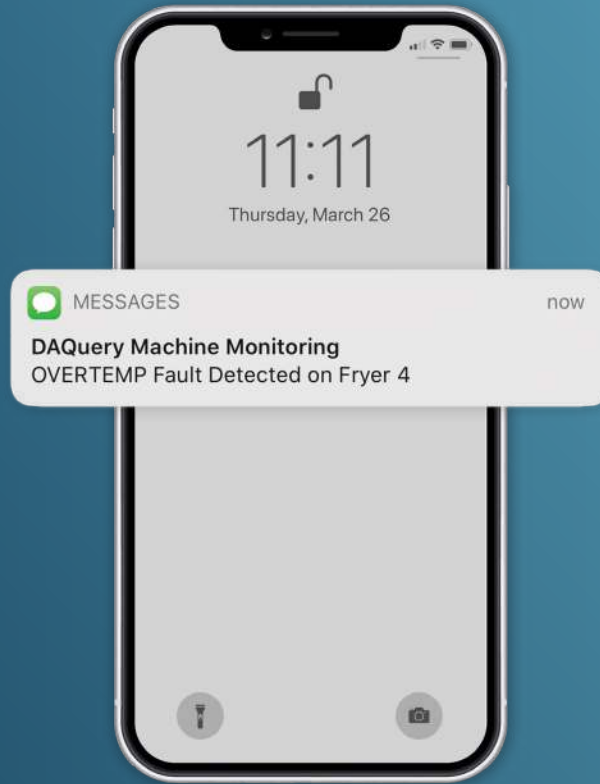 11:11
Thursday, March 26
MESSAGES now
DAQuery Machine Monitoring
OVERTEMP Fault Detected on Fryer 4